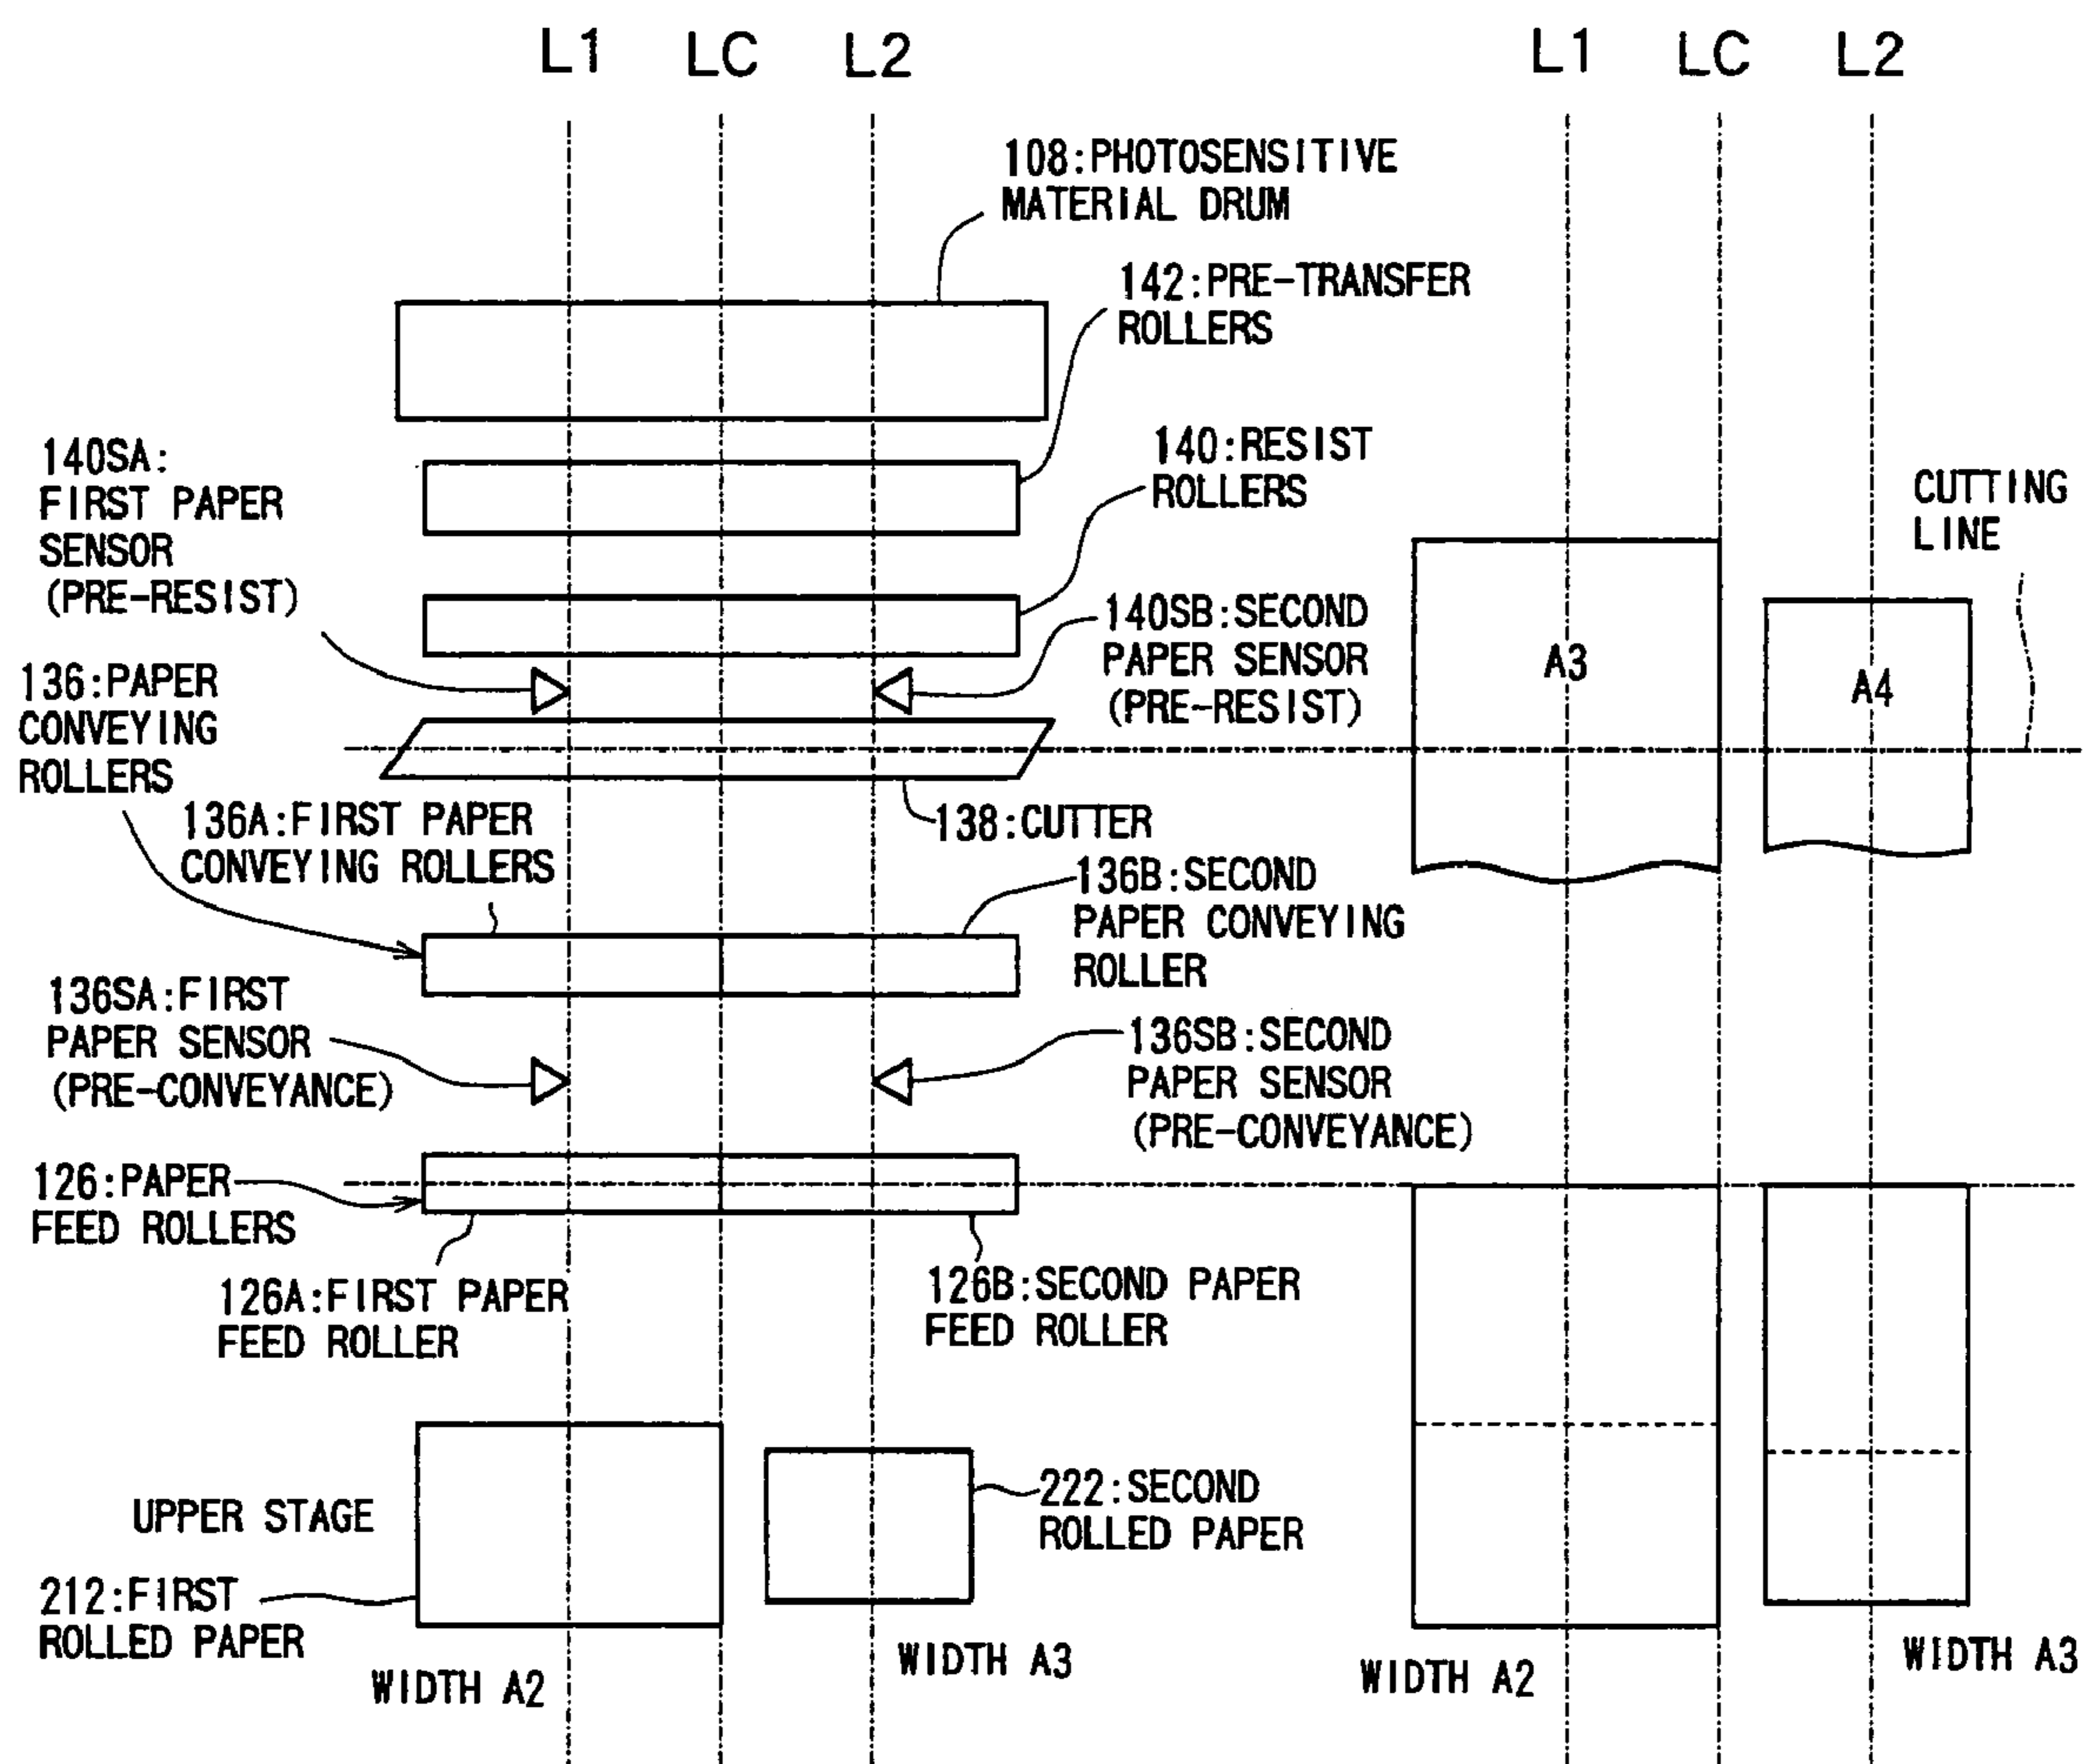 L1 LC L2 L1 LC L2
108:PHOTOSENSITIVE
MATERIAL DRUM
142:PRE-TRANSFER
ROLLERS
140SA:
FIRST PAPER
SENSOR
(PRE-RESIST)
140:RESIST
ROLLERS
CUTTING
LINE
140SB:SECOND
PAPER SENSOR
(PRE-RESIST)
A3
A4
136:PAPER
CONVEYING
ROLLERS
136A:FIRST PAPER
CONVEYING ROLLERS
138:CUTTER
136B:SECOND
PAPER CONVEYING
ROLLER
136SA:FIRST
PAPER SENSOR
(PRE-CONVEYANCE)
136SB:SECOND
PAPER SENSOR
(PRE-CONVEYANCE)
126:PAPER
FEED ROLLERS
126A:FIRST PAPER
FEED ROLLER
126B:SECOND PAPER
FEED ROLLER
UPPER STAGE
222:SECOND
ROLLED PAPER
212:FIRST
ROLLED PAPER
WIDTH A2
WIDTH A3
WIDTH A2
WIDTH A3